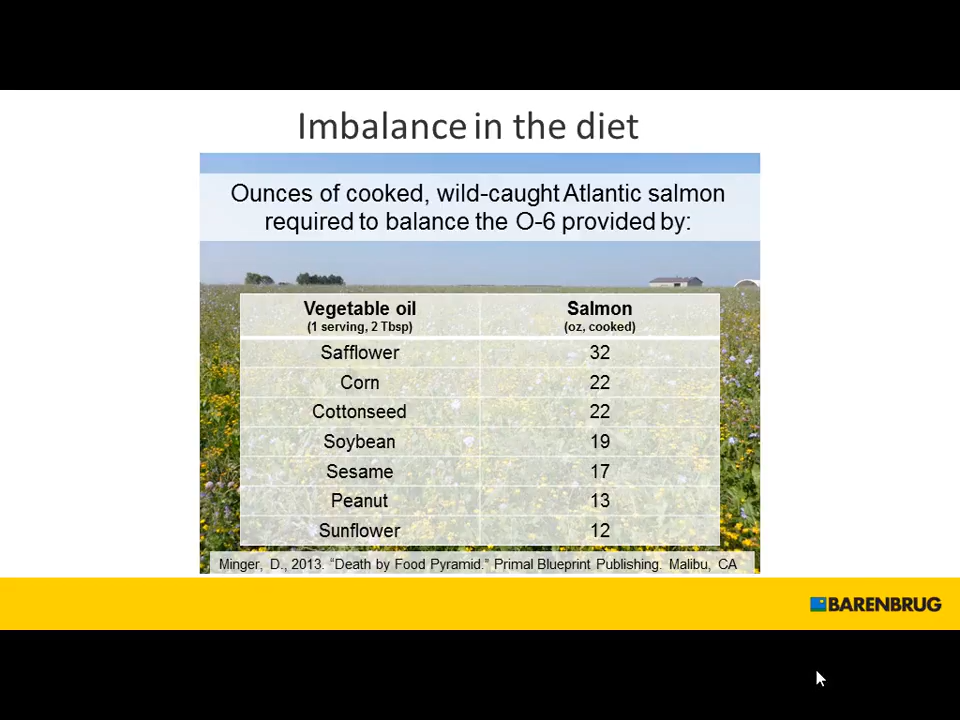 Imbalance in the diet
Ounces of cooked, wild-caught Atlantic salmon
required to balance the O-6 provided by:
Vegetable oil Salmon
(1 serving, 2 Tbsp) (oz, cooked)
Safflower 32
Corn 22
Cottonseed 22
Soybean 19
Sesame 17
Peanut 13
Sunflower 12
Minger, D., 2013. “Death by Food Pyramid.” Primal Blueprint Publishing. Malibu, CA
BARENBRUG